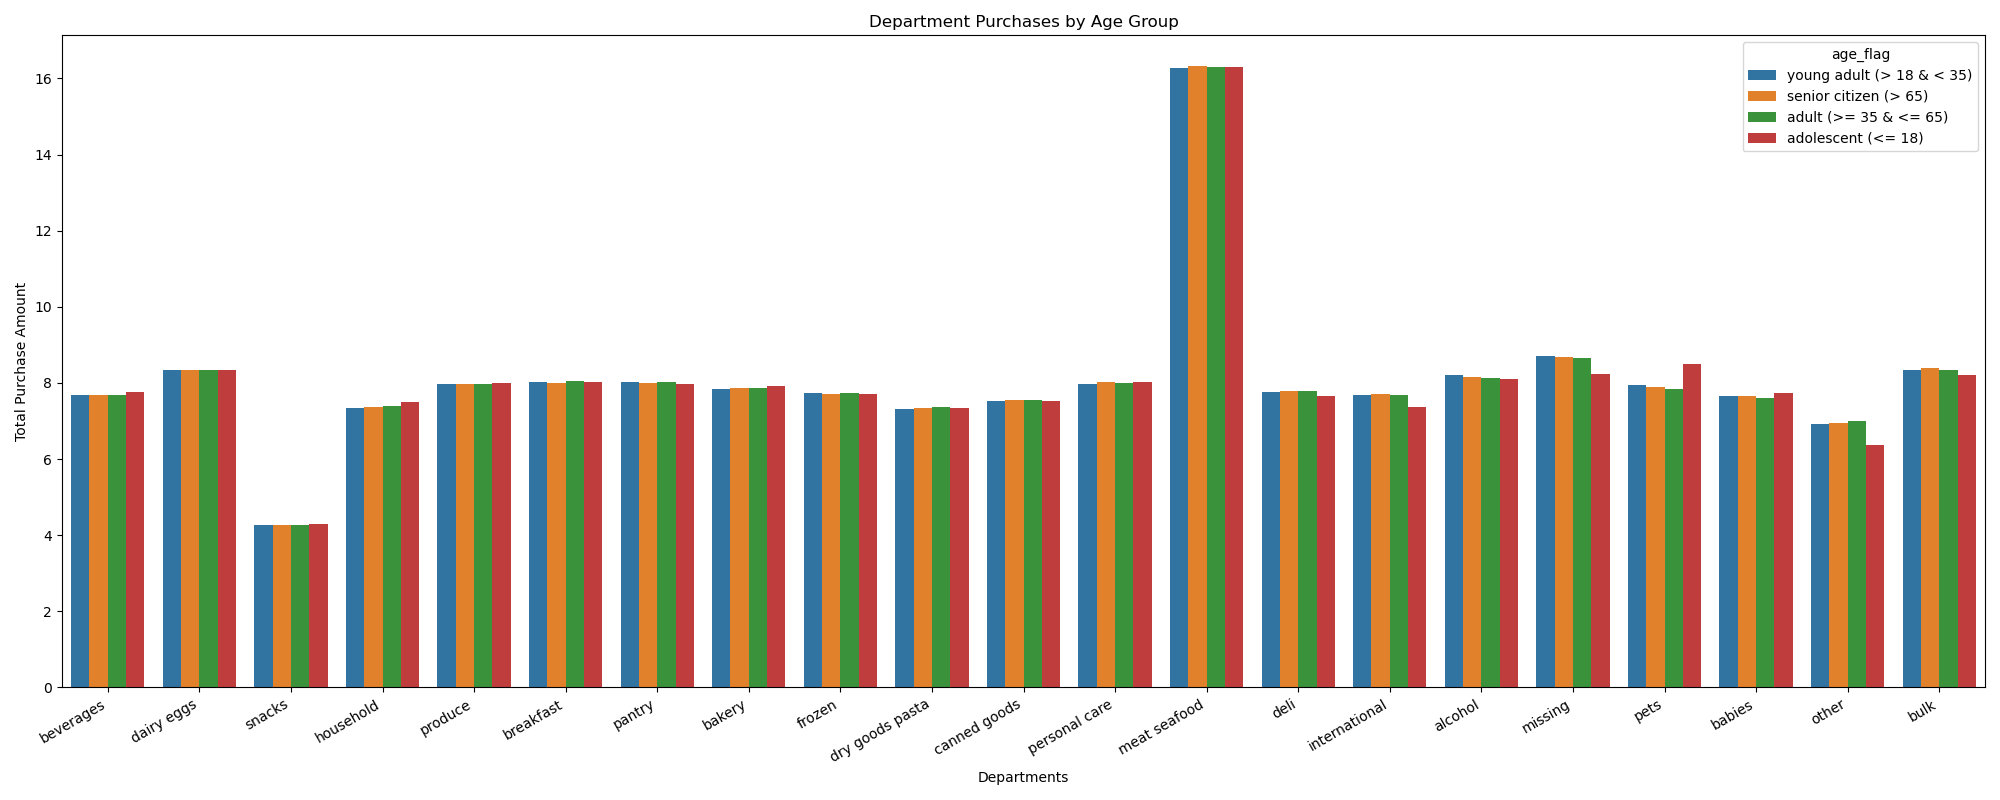 Department Purchases by Age Group
age_flag
young adult (> 18 & < 35)
senior citizen (> 65)
adult (>= 35 & <= 65)
adolescent (<= 18)
Total Purchase Amount
16
14
12
10
8
6
4
2
0
beverages
dairy eggs
snacks
household
produce
breakfast
pantry
bakery
frozen
dry goods pasta
canned goods
personal care
meat seafood
deli
international
alcohol
missing
pets
babies
other
bulk
Departments